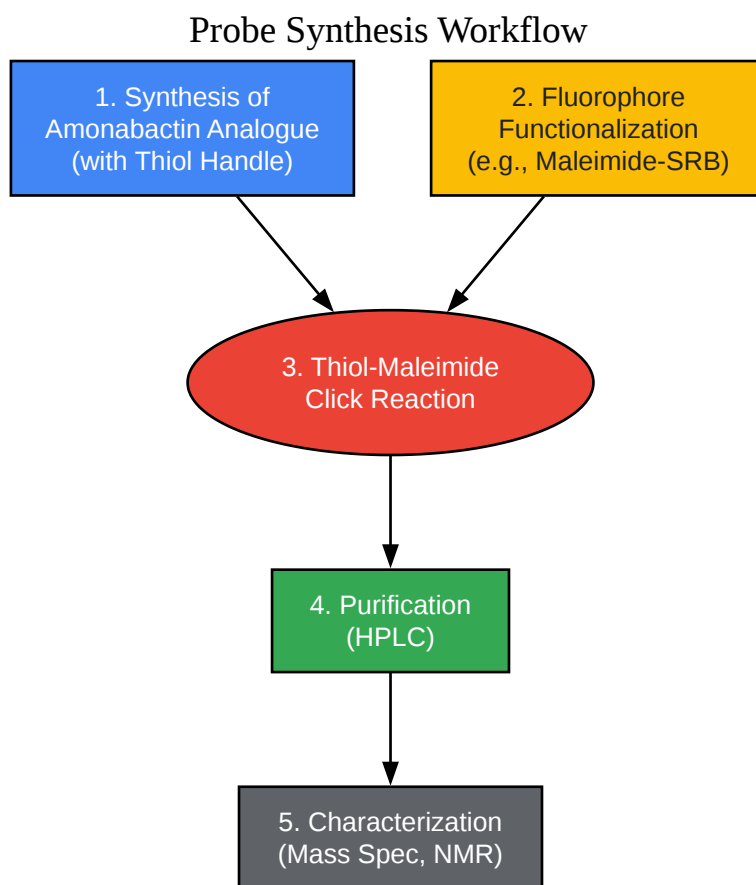 Probe Synthesis Workflow
1. Synthesis of
Amonabactin Analogue
(with Thiol Handle)
2. Fluorophore
Functionalization
(e.g., Maleimide-SRB)
3. Thiol-Maleimide
Click Reaction
4. Purification
(HPLC)
5. Characterization
(Mass Spec, NMR)